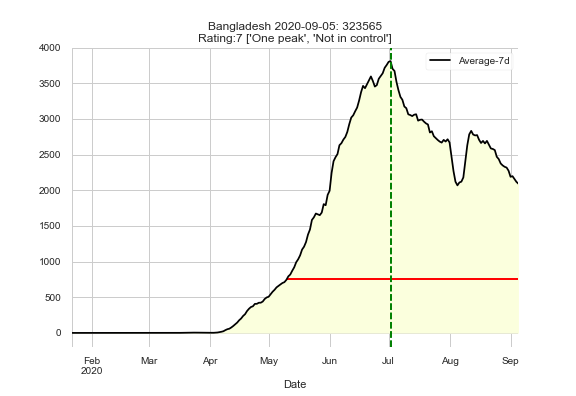 Bangladesh 2020-09-05: 323565
Rating:7 ['One peak', 'Not in control']
Average-7d
4000
3500
3000
2500
2000
1500
1000
500
0
Feb
2020
Mar
Apr
May
Jun
Jul
Aug
Sep
Date